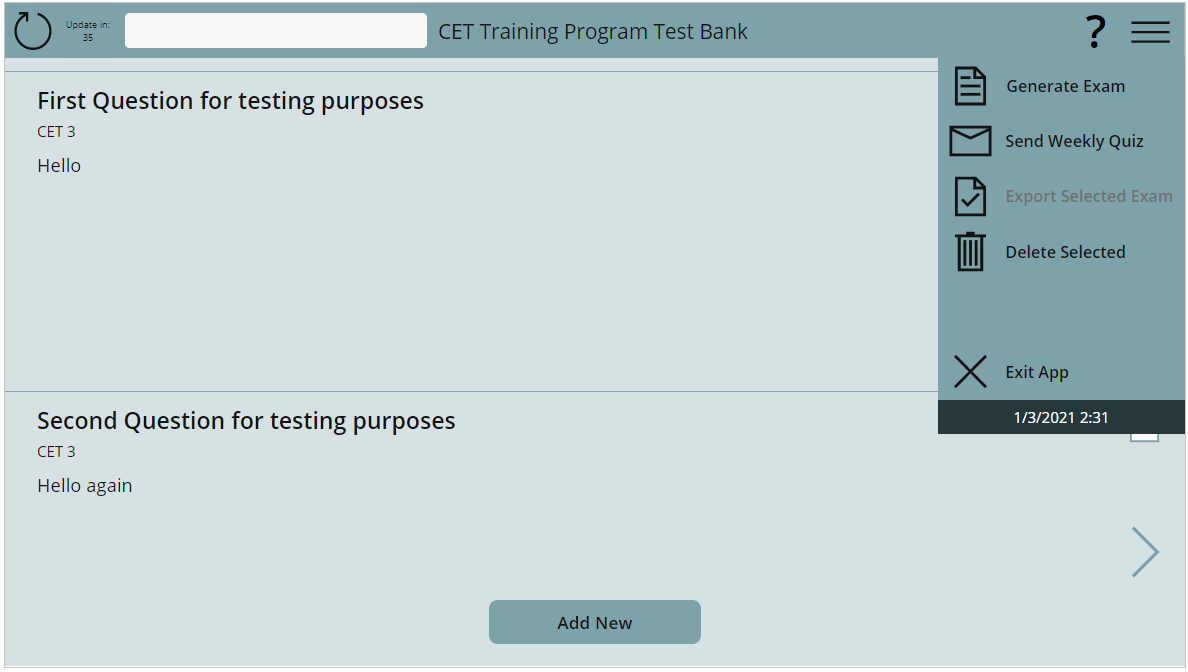 Update in:
35
CET Training Program Test Bank
?
First Question for testing purposes
CET 3
Hello
Generate Exam
Send Weekly Quiz
Export Selected Exam
Delete Selected
Exit App
1/3/2021 2:31
Second Question for testing purposes
CET 3
Hello again
Add New